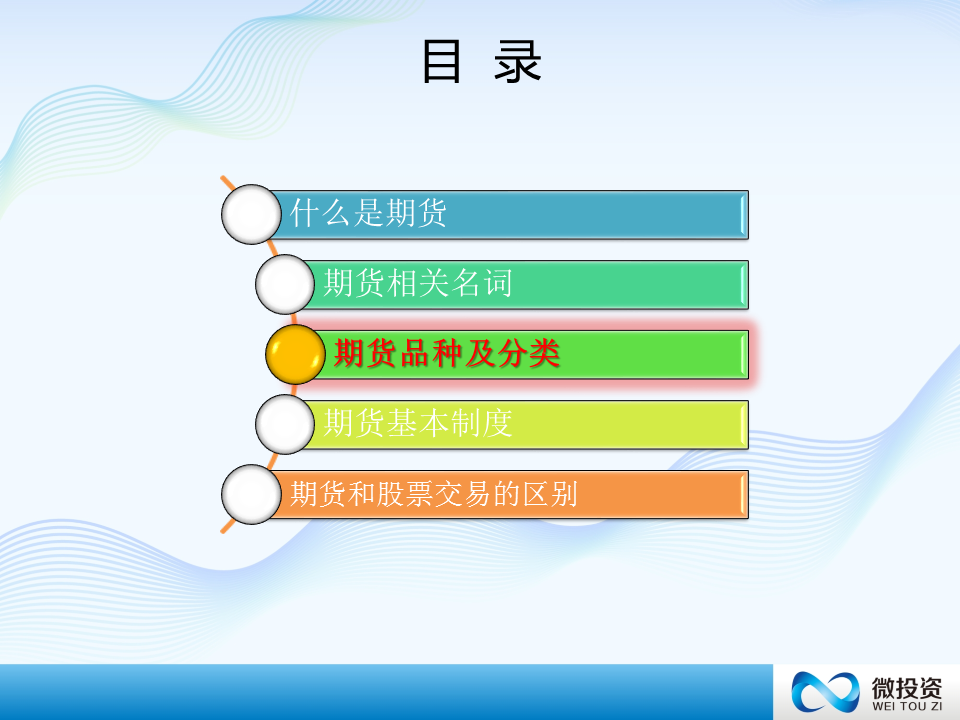 目 录
什么是期货
期货相关名词
期货品种及分类
期货基本制度
期货和股票交易的区别
微投资
WEI TOU ZI